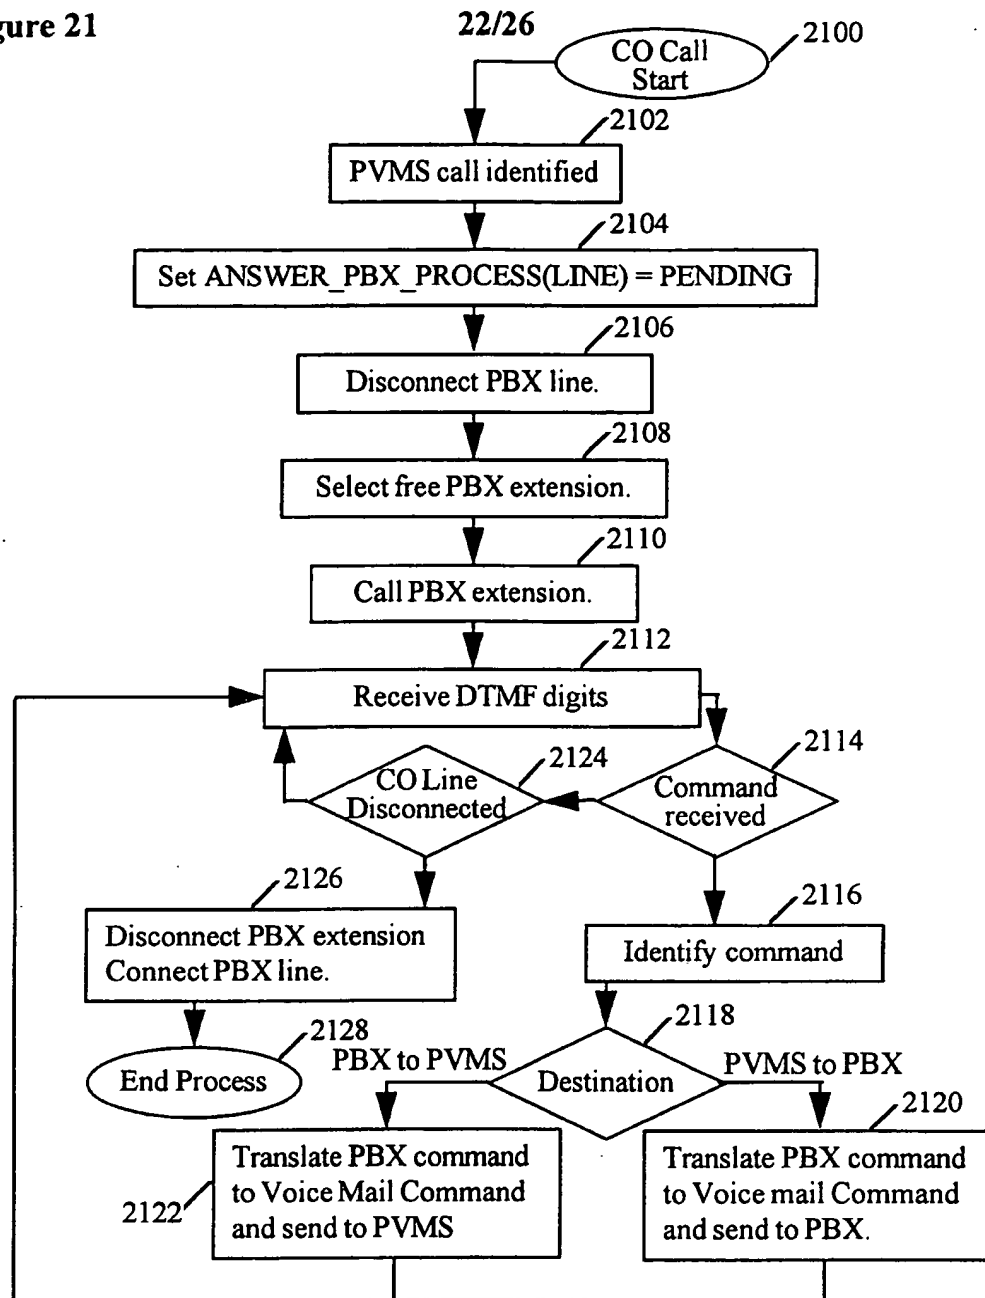 gure 21
22/26
CO Call
Start
2100
2102
PVMS call identified
2104
Set ANSWER_PBX_PROCESS(LINE) = PENDING
2106
Disconnect PBX line.
2108
Select free PBX extension.
2110
Call PBX extension.
2112
Receive DTMF digits
2114
Command
received
2124
CO Line
Disconnected
2126
Disconnect PBX extension
Connect PBX line.
2116
Identify command
2128
End Process
2118
Destination
PBX to PVMS
PVMS to PBX
2120
Translate PBX command
to Voice Mail Command
and send to PVMS
2122
Translate PBX command
to Voice mail Command
and send to PBX.